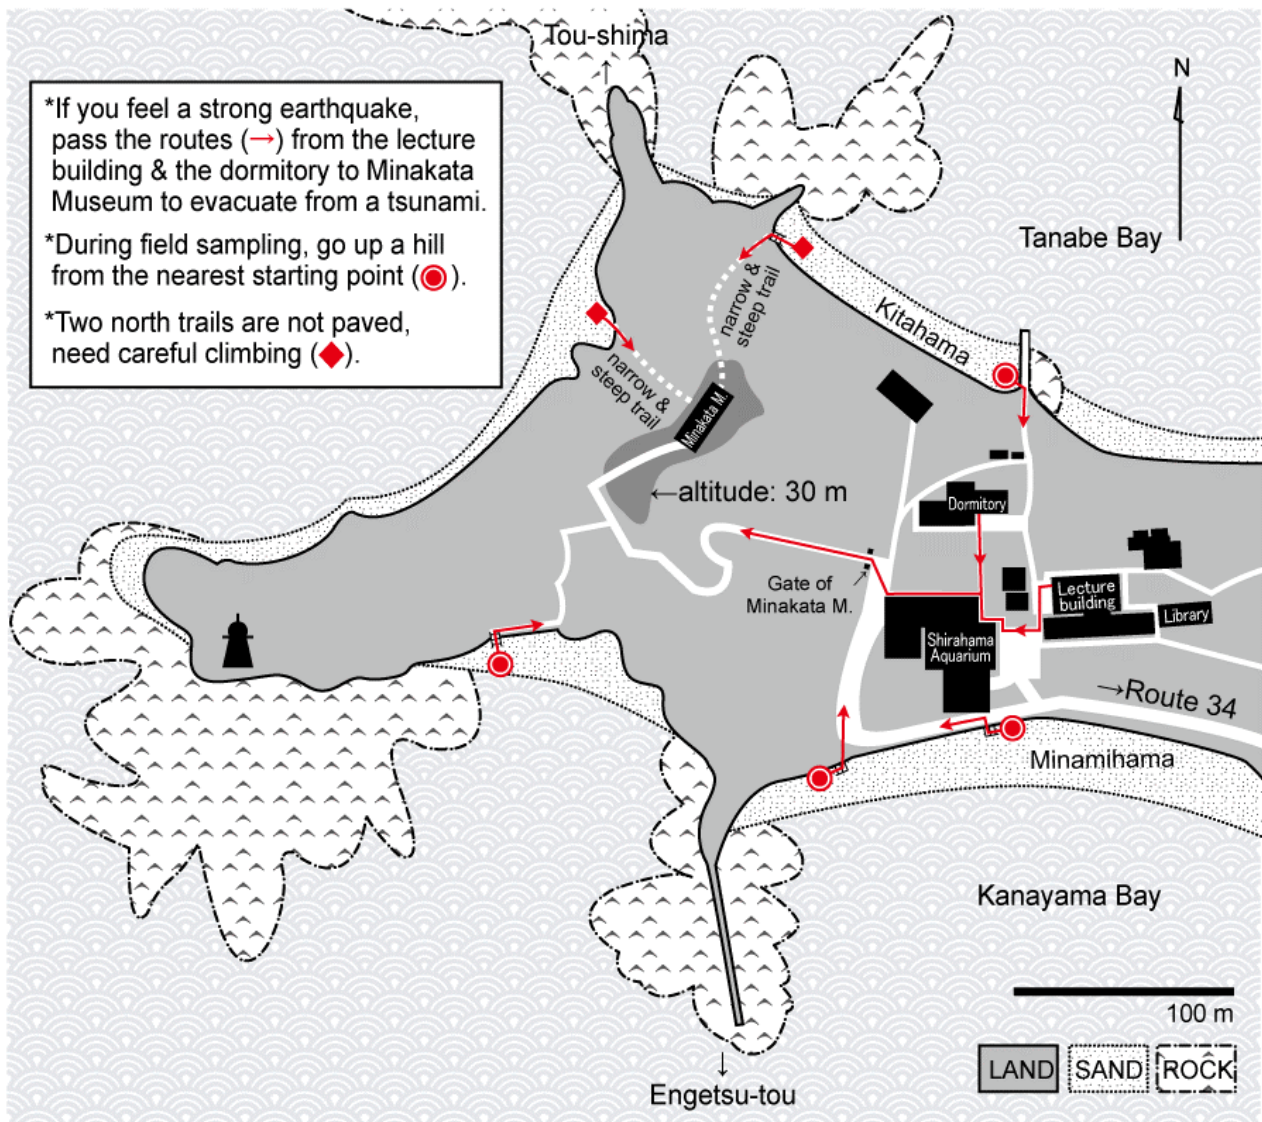 Tou-shima
↑
*If you feel a strong earthquake,
pass the routes (→) from the lecture
building & the dormitory to Minakata
Museum to evacuate from a tsunami.
*During field sampling, go up a hill
from the nearest starting point (◉).
*Two north trails are not paved,
need careful climbing (◆).
N
Tanabe Bay
Kitahama
narrow &
steep trail
narrow &
steep trail
Minakata M.
←altitude: 30 m
Dormitory
Gate of
Minakata M.
Lecture
building
Library
Shirahama
Aquarium
→Route 34
Minamihama
Kanayama Bay
100 m
LAND
SAND
ROCK
↓
Engetsu-tou